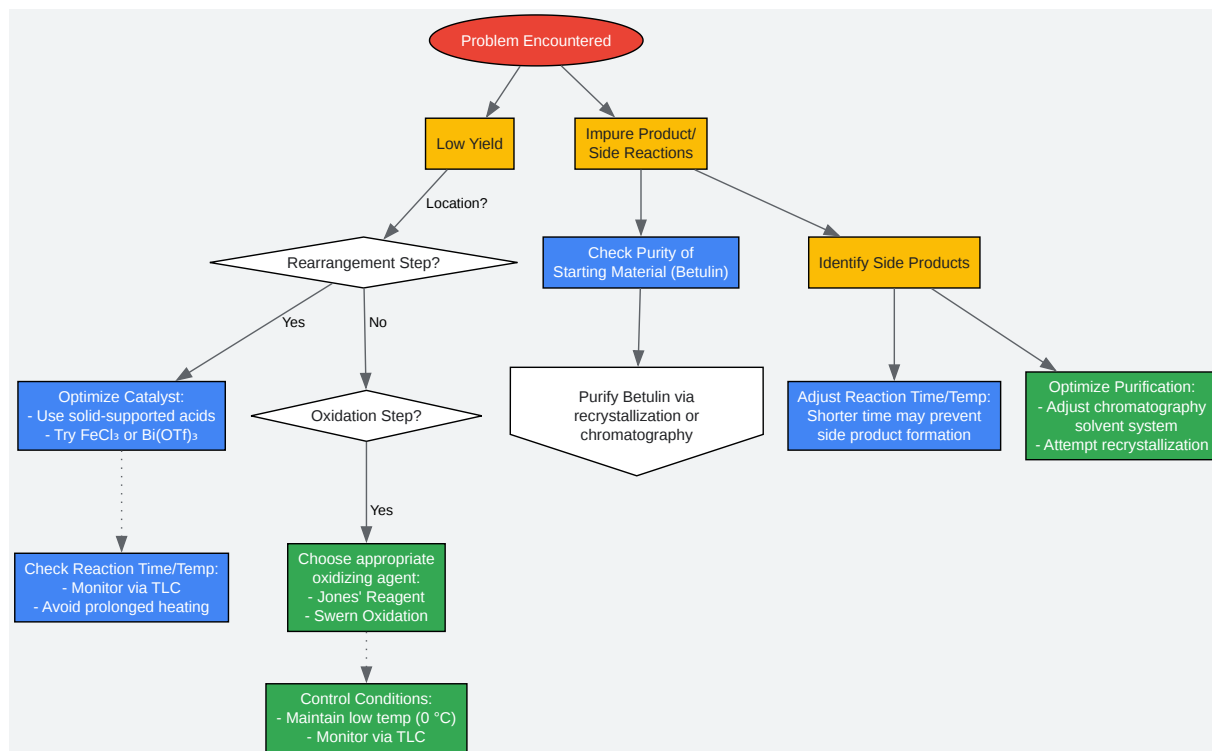 Problem Encountered
Low Yield
Impure Product/
Side Reactions
Location?
Rearrangement Step?
Check Purity of
Starting Material (Betulin)
Identify Side Products
Yes
No
Optimize Catalyst:
- Use solid-supported acids
- Try FeCl₃ or Bi(OTf)₃
Oxidation Step?
Purify Betulin via
recrystallization or
chromatography
Adjust Reaction Time/Temp:
Shorter time may prevent
side product formation
Optimize Purification:
- Adjust chromatography
solvent system
- Attempt recrystallization
Yes
Check Reaction Time/Temp:
- Monitor via TLC
- Avoid prolonged heating
Choose appropriate
oxidizing agent:
- Jones' Reagent
- Swern Oxidation
Control Conditions:
- Maintain low temp (0 °C)
- Monitor via TLC